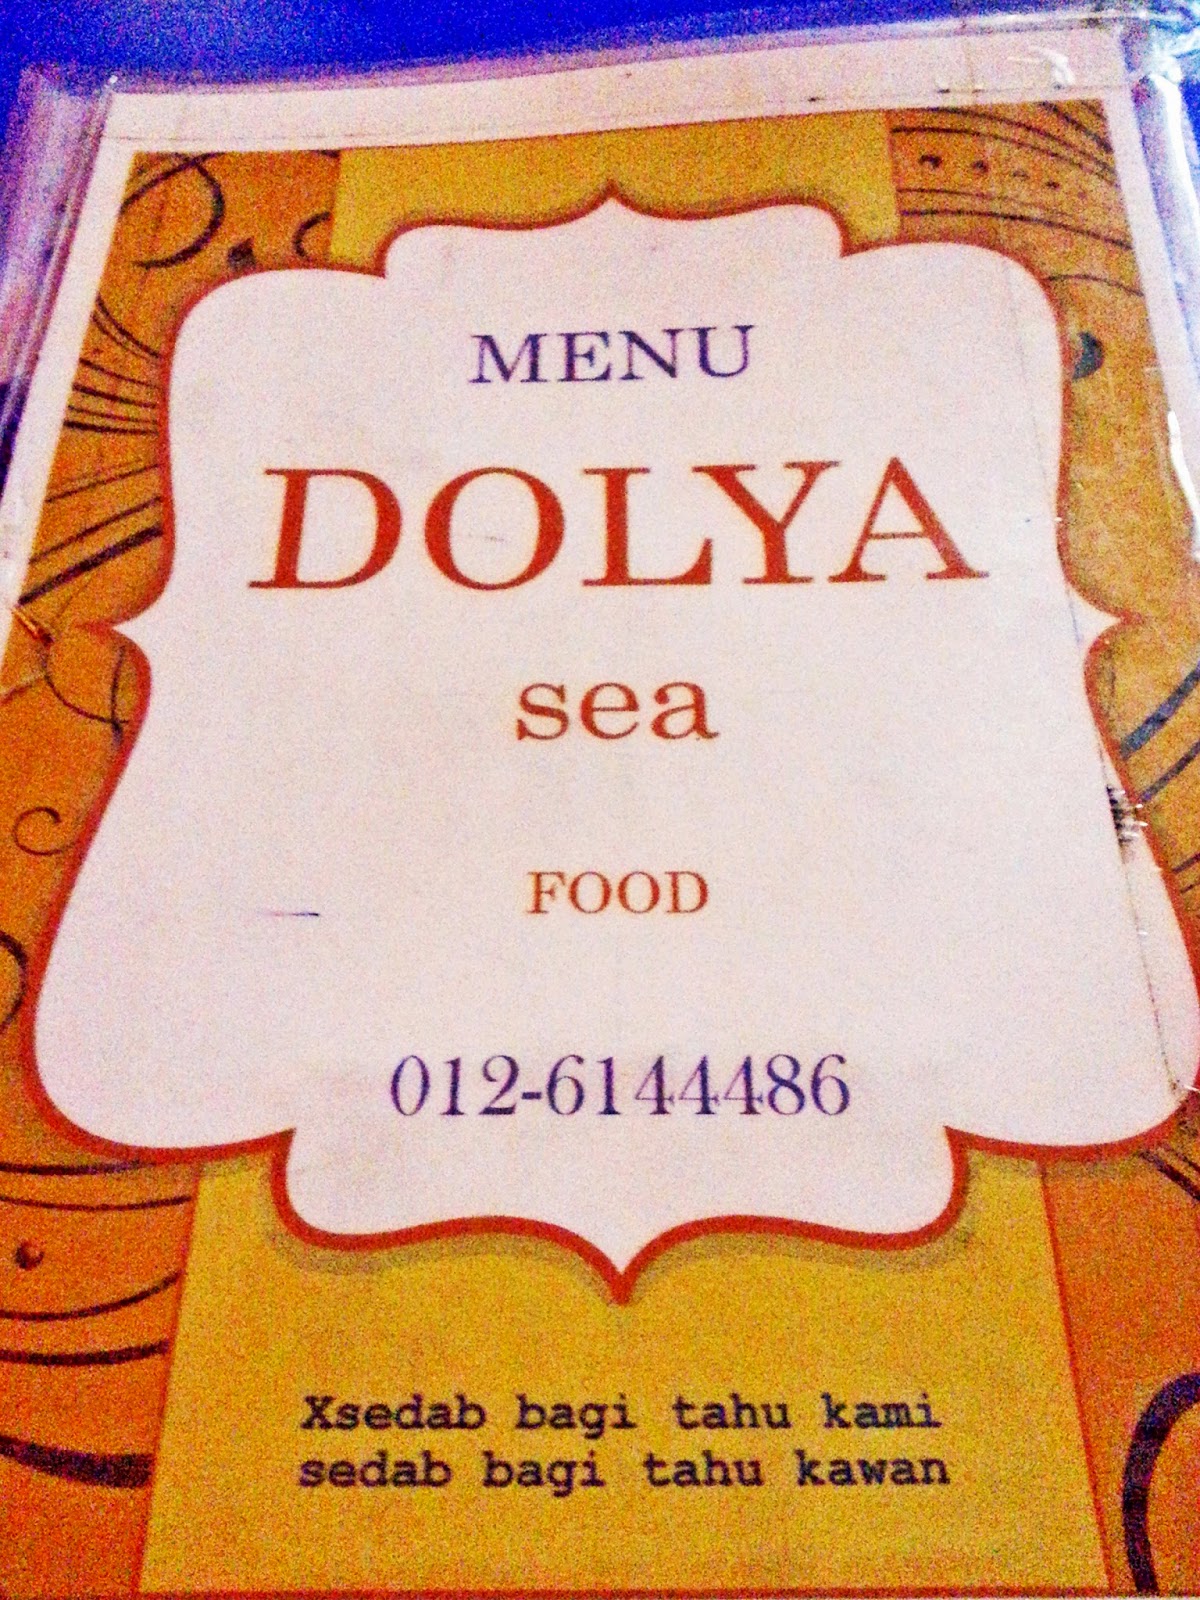 MENU
DOLYA
sea
FOOD
012-6144486
Xsedab bagi tahu kami
sedab bagi tahu kawan